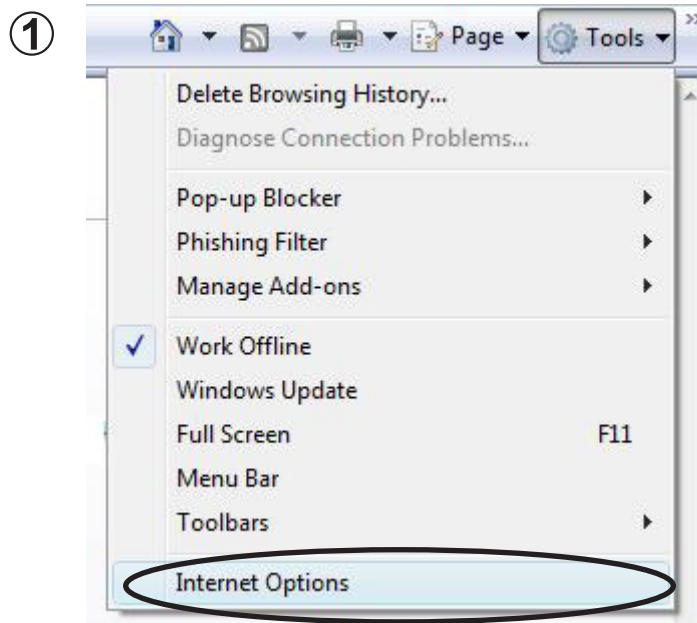 ①
Page Tools
Delete Browsing History...
Diagnose Connection Problems...
Pop-up Blocker
Phishing Filter
Manage Add-ons
Work Offline
Windows Update
Full Screen F11
Menu Bar
Toolbars
Internet Options